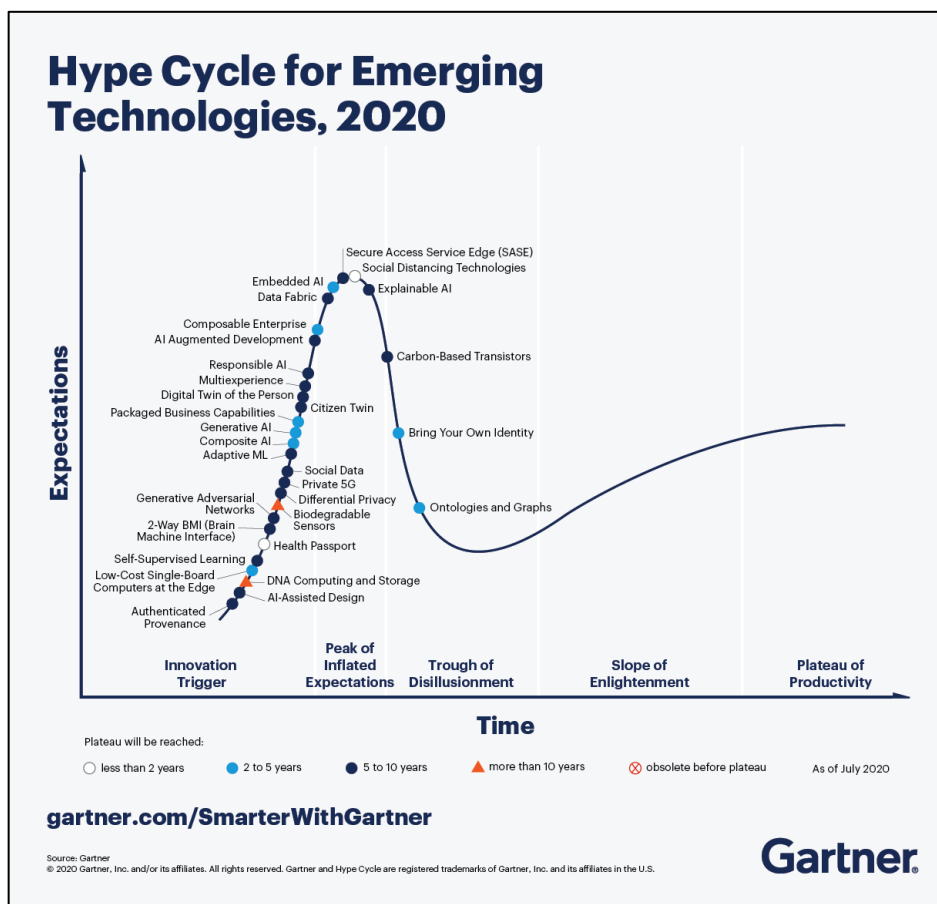 Hype Cycle for Emerging
Technologies, 2020
Expectations
Secure Access Service Edge (SASE)
Social Distancing Technologies
Embedded AI
Explainable AI
Data Fabric
Composable Enterprise
AI Augmented Development
Carbon-Based Transistors
Responsible AI
Multiexperience
Digital Twin of the Person
Citizen Twin
Packaged Business Capabilities
Generative AI
Bring Your Own Identity
Composite AI
Adaptive ML
Social Data
Private 5G
Differential Privacy
Generative Adversarial
Networks
Biodegradable
Sensors
Ontologies and Graphs
2-Way BMI (Brain
Machine Interface)
Health Passport
Self-Supervised Learning
Low-Cost Single-Board
Computers at the Edge
DNA Computing and Storage
AI-Assisted Design
Authenticated
Provenance
Innovation
Trigger
Peak of
Inflated
Expectations
Trough of
Disillusionment
Slope of
Enlightenment
Plateau of
Productivity
Time
Plateau will be reached:
less than 2 years
2 to 5 years
5 to 10 years
more than 10 years
obsolete before plateau
As of July 2020
gartner.com/SmarterWithGartner
Source: Gartner
© 2020 Gartner, Inc. and/or its affiliates. All rights reserved. Gartner and Hype Cycle are registered trademarks of Gartner, Inc. and its affiliates in the U.S.
Gartner®